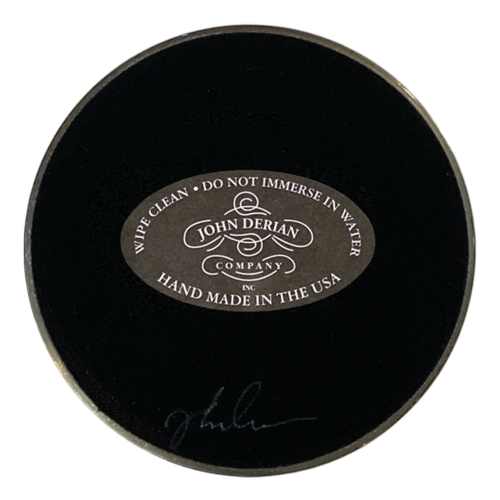 WIPE CLEAN • DO NOT IMMERSE IN WATER
JOHN DERIAN
COMPANY
INC
HAND MADE IN THE USA